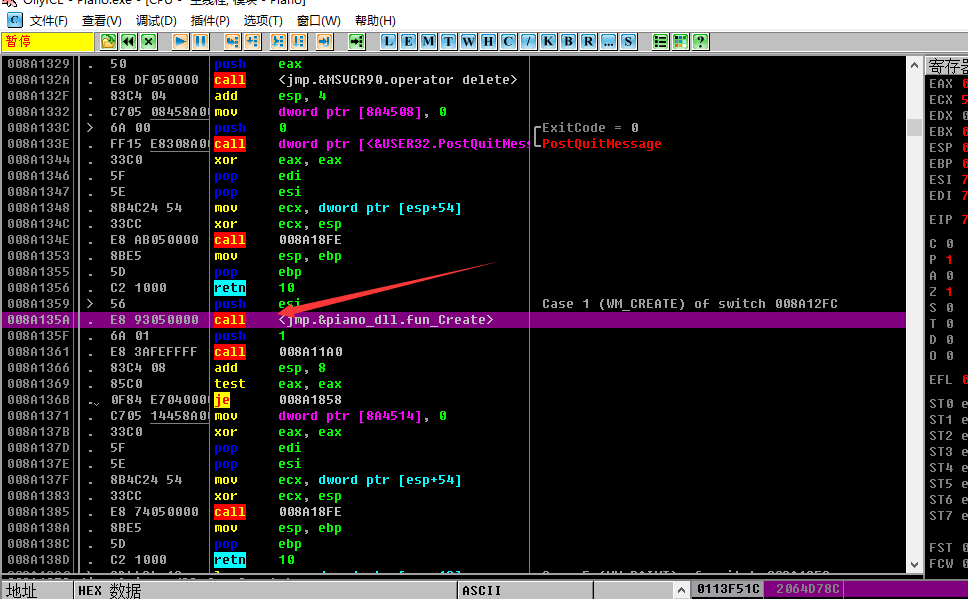 OllyICE - Piano.exe - [CPU - 主线程, 模块 - Piano]
C 文件(F) 查看(V) 调试(D) 插件(P) 选项(T) 窗口(W) 帮助(H)
暂停 L E M T W H C / K B R ... S ?
008A1329 . 50 push eax 寄存器
008A132A . E8 DF050000 call <jmp.&MSVCR90.operator delete> EAX
008A132F . 83C4 04 add esp, 4 ECX
008A1332 . C705 08458A0 mov dword ptr [8A4508], 0 EDX
008A133C > 6A 00 push 0 ExitCode = 0 EBX
008A133E . FF15 E8308A0 call dword ptr [<&USER32.PostQuitMess PostQuitMessage ESP
008A1344 . 33C0 xor eax, eax EBP
008A1346 . 5F pop edi ESI 7
008A1347 . 5E pop esi EDI 7
008A1348 . 8B4C24 54 mov ecx, dword ptr [esp+54]
008A134C . 33CC xor ecx, esp EIP 7
008A134E . E8 AB050000 call 008A18FE C 0
008A1353 . 8BE5 mov esp, ebp P 1
008A1355 . 5D pop ebp A 0
008A1356 . C2 1000 retn 10 Z 1
008A1359 > 56 push esi Case 1 (WM_CREATE) of switch 008A12FC S 0
008A135A . E8 93050000 call <jmp.&piano_dll.fun_Create> T 0
008A135F . 6A 01 push 1 D 0
008A1361 . E8 3AFEFFFF call 008A11A0 O 0
008A1366 . 83C4 08 add esp, 8
008A1369 . 85C0 test eax, eax EFL
008A136B . 0F84 E704000 je 008A1858 ST0 e
008A1371 . C705 14458A0 mov dword ptr [8A4514], 0 ST1 e
008A137B . 33C0 xor eax, eax ST2 e
008A137D . 5F pop edi ST3 e
008A137E . 5E pop esi ST4 e
008A137F . 8B4C24 54 mov ecx, dword ptr [esp+54] ST5 e
008A1383 . 33CC xor ecx, esp ST6 e
008A1385 . E8 74050000 call 008A18FE ST7 e
008A138A . 8BE5 mov esp, ebp
008A138C . 5D pop ebp FST 0
008A138D . C2 1000 retn 10 FCW 0
地址 HEX 数据 ASCII 0113F51C 2064D78C